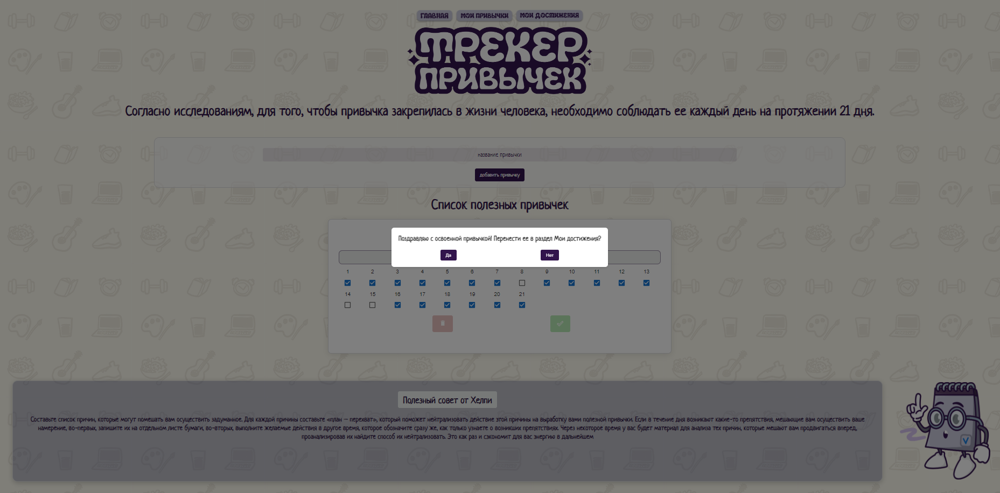 ГЛАВНАЯ МОИ ПРИВЫЧКИ МОИ ДОСТИЖЕНИЯ
ТРЕКЕР
ПРИВЫЧЕК
Согласно исследованиям, для того, чтобы привычка закрепилась в жизни человека, необходимо соблюдать ее каждый день на протяжении 21 дня.
название привычки
добавить привычку
Список полезных привычек
Поздравляю с освоенной привычкой! Перенести ее в раздел Мои достижения?
Да Нет
1 2 3 4 5 6 7 8 9 10 11 12 13
14 15 16 17 18 19 20 21
Полезный совет от Хелпи
Составьте список причин, которые могут помешать вам осуществить задуманное. Для каждой причины составьте «план – перехват», который поможет нейтрализовать действие этой причины на выработку вами полезной привычки. Если в течение дня возникают какие-то препятствия, мешающие вам осуществить ваше
намерение, во-первых, запишите их на отдельном листе бумаги, во-вторых, выполните желаемые действия в другое время, которое обозначите сразу же, как только узнаете о возникших препятствиях. Через некоторое время у вас будет материал для анализа тех причин, которые мешают вам продвигаться вперед,
проанализировав их найдите способ их нейтрализовать. Это как раз и сэкономит для вас энергию в дальнейшем